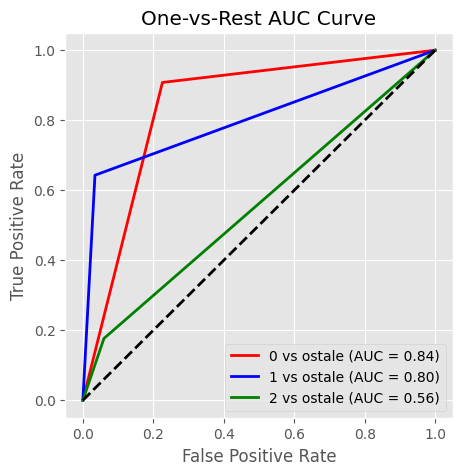 One-vs-Rest AUC Curve
1.0
0.8
0.6
0.4
0.2
0.0
True Positive Rate
0 vs ostale (AUC = 0.84)
1 vs ostale (AUC = 0.80)
2 vs ostale (AUC = 0.56)
0.0 0.2 0.4 0.6 0.8 1.0
False Positive Rate